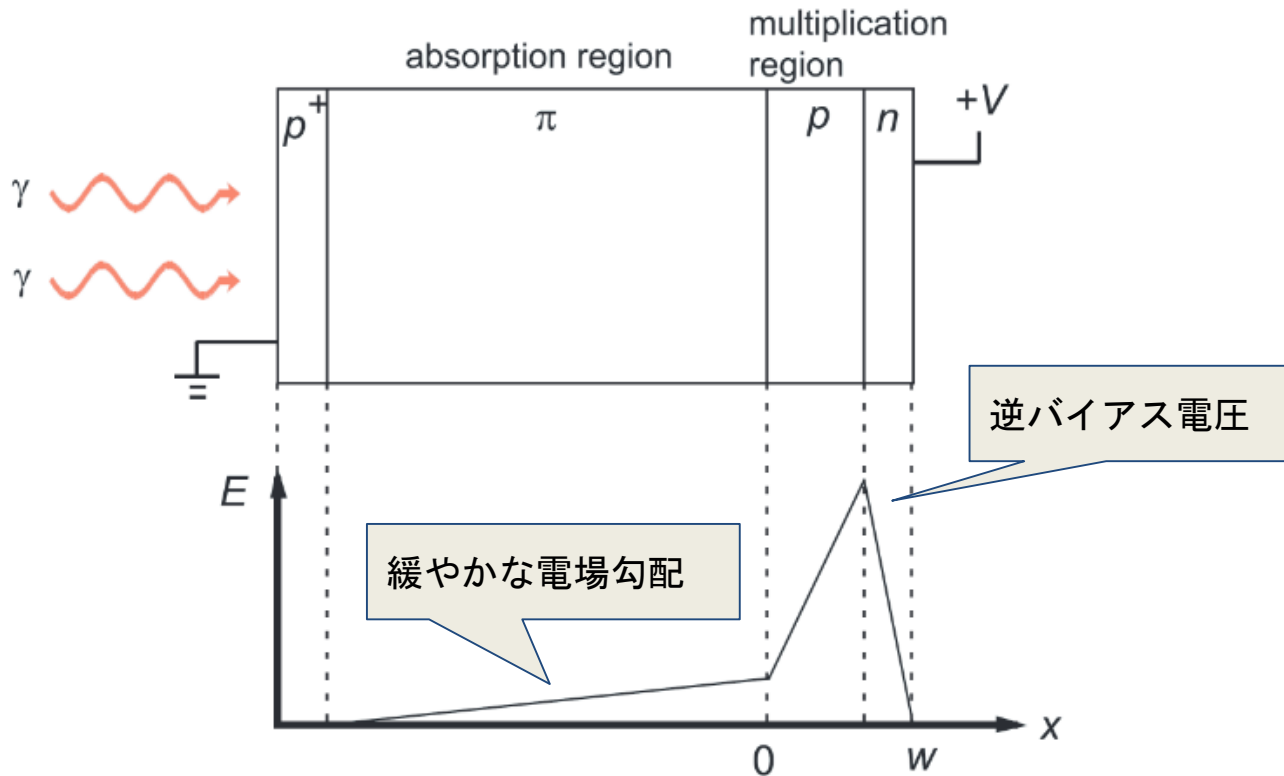 absorption region
multiplication
region
p+
π
p
n
+V
γ
γ
逆バイアス電圧
E
緩やかな電場勾配
x
0
w